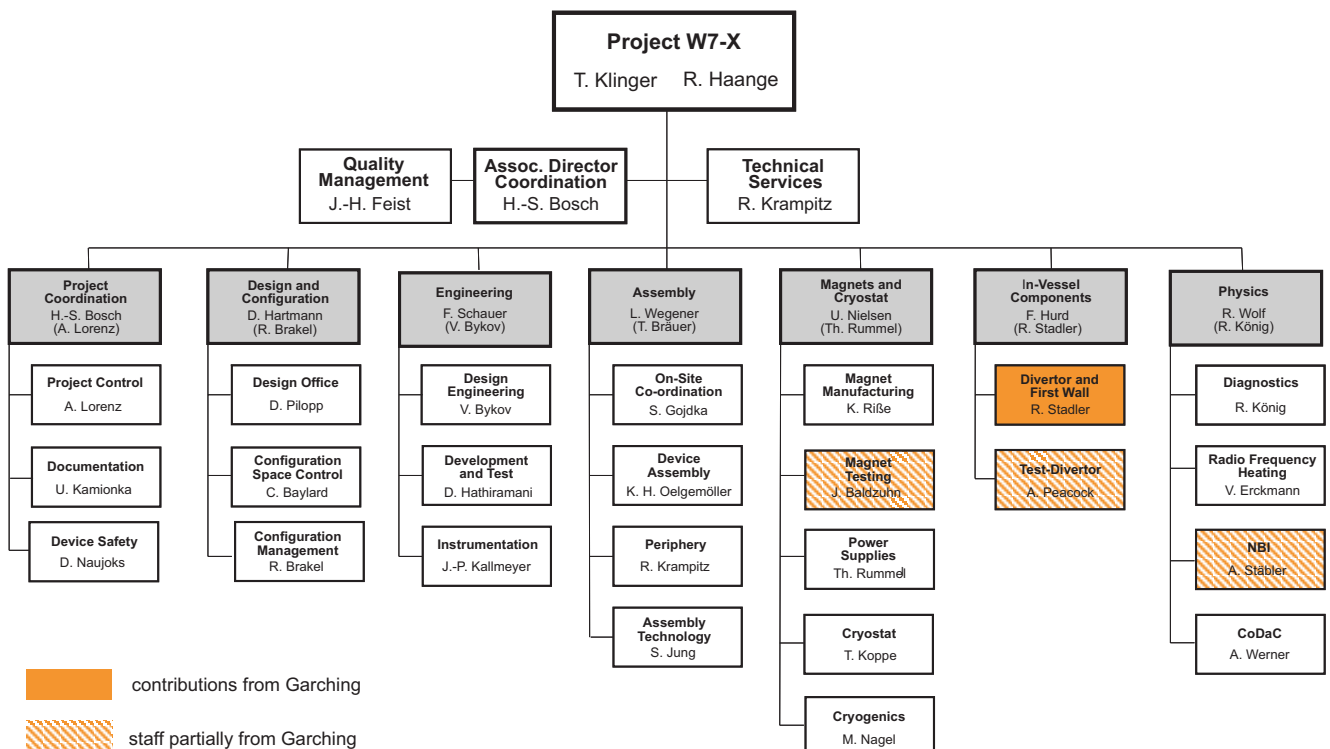 Project W7-X
T. Klinger R. Haange
Quality
Management
J.-H. Feist
Assoc. Director
Coordination
H.-S. Bosch
Technical
Services
R. Krampitz
Project
Coordination
H.-S. Bosch
(A. Lorenz)
Project Control
A. Lorenz
Documentation
U. Kamionka
Device Safety
D. Naujoks
Design and
Configuration
D. Hartmann
(R. Brakel)
Design Office
D. Pilopp
Configuration
Space Control
C. Baylard
Configuration
Management
R. Brakel
Engineering
F. Schauer
(V. Bykov)
Design
Engineering
V. Bykov
Development
and Test
D. Hathiramani
Instrumentation
J.-P. Kallmeyer
Assembly
L. Wegener
(T. Bräuer)
On-Site
Co-ordination
S. Gojdka
Device
Assembly
K. H. Oelgemöller
Periphery
R. Krampitz
Assembly
Technology
S. Jung
Magnets and
Cryostat
U. Nielsen
(Th. Rummel)
Magnet
Manufacturing
K. Riße
Magnet
Testing
J. Baldzuhn
Power
Supplies
Th. Rummel
Cryostat
T. Koppe
Cryogenics
M. Nagel
In-Vessel
Components
F. Hurd
(R. Stadler)
Divertor and
First Wall
R. Stadler
Test-Divertor
A. Peacock
Physics
R. Wolf
(R. König)
Diagnostics
R. König
Radio Frequency
Heating
V. Erckmann
NBI
A. Stäbler
CoDaC
A. Werner
contributions from Garching
staff partially from Garching